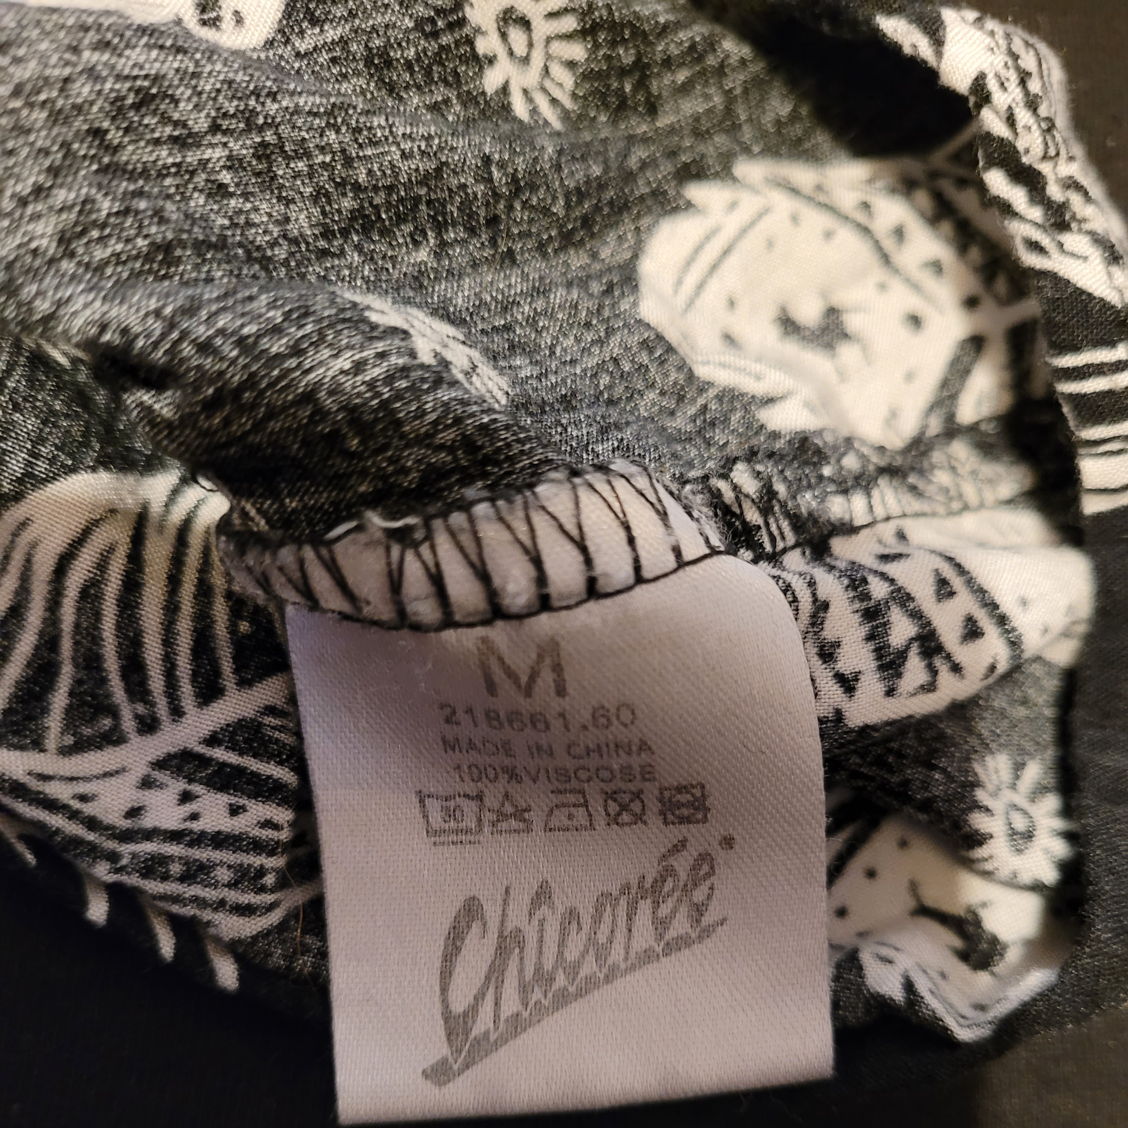 M
218661.60
MADE IN CHINA
100%VISCOSE
30
Chicorée